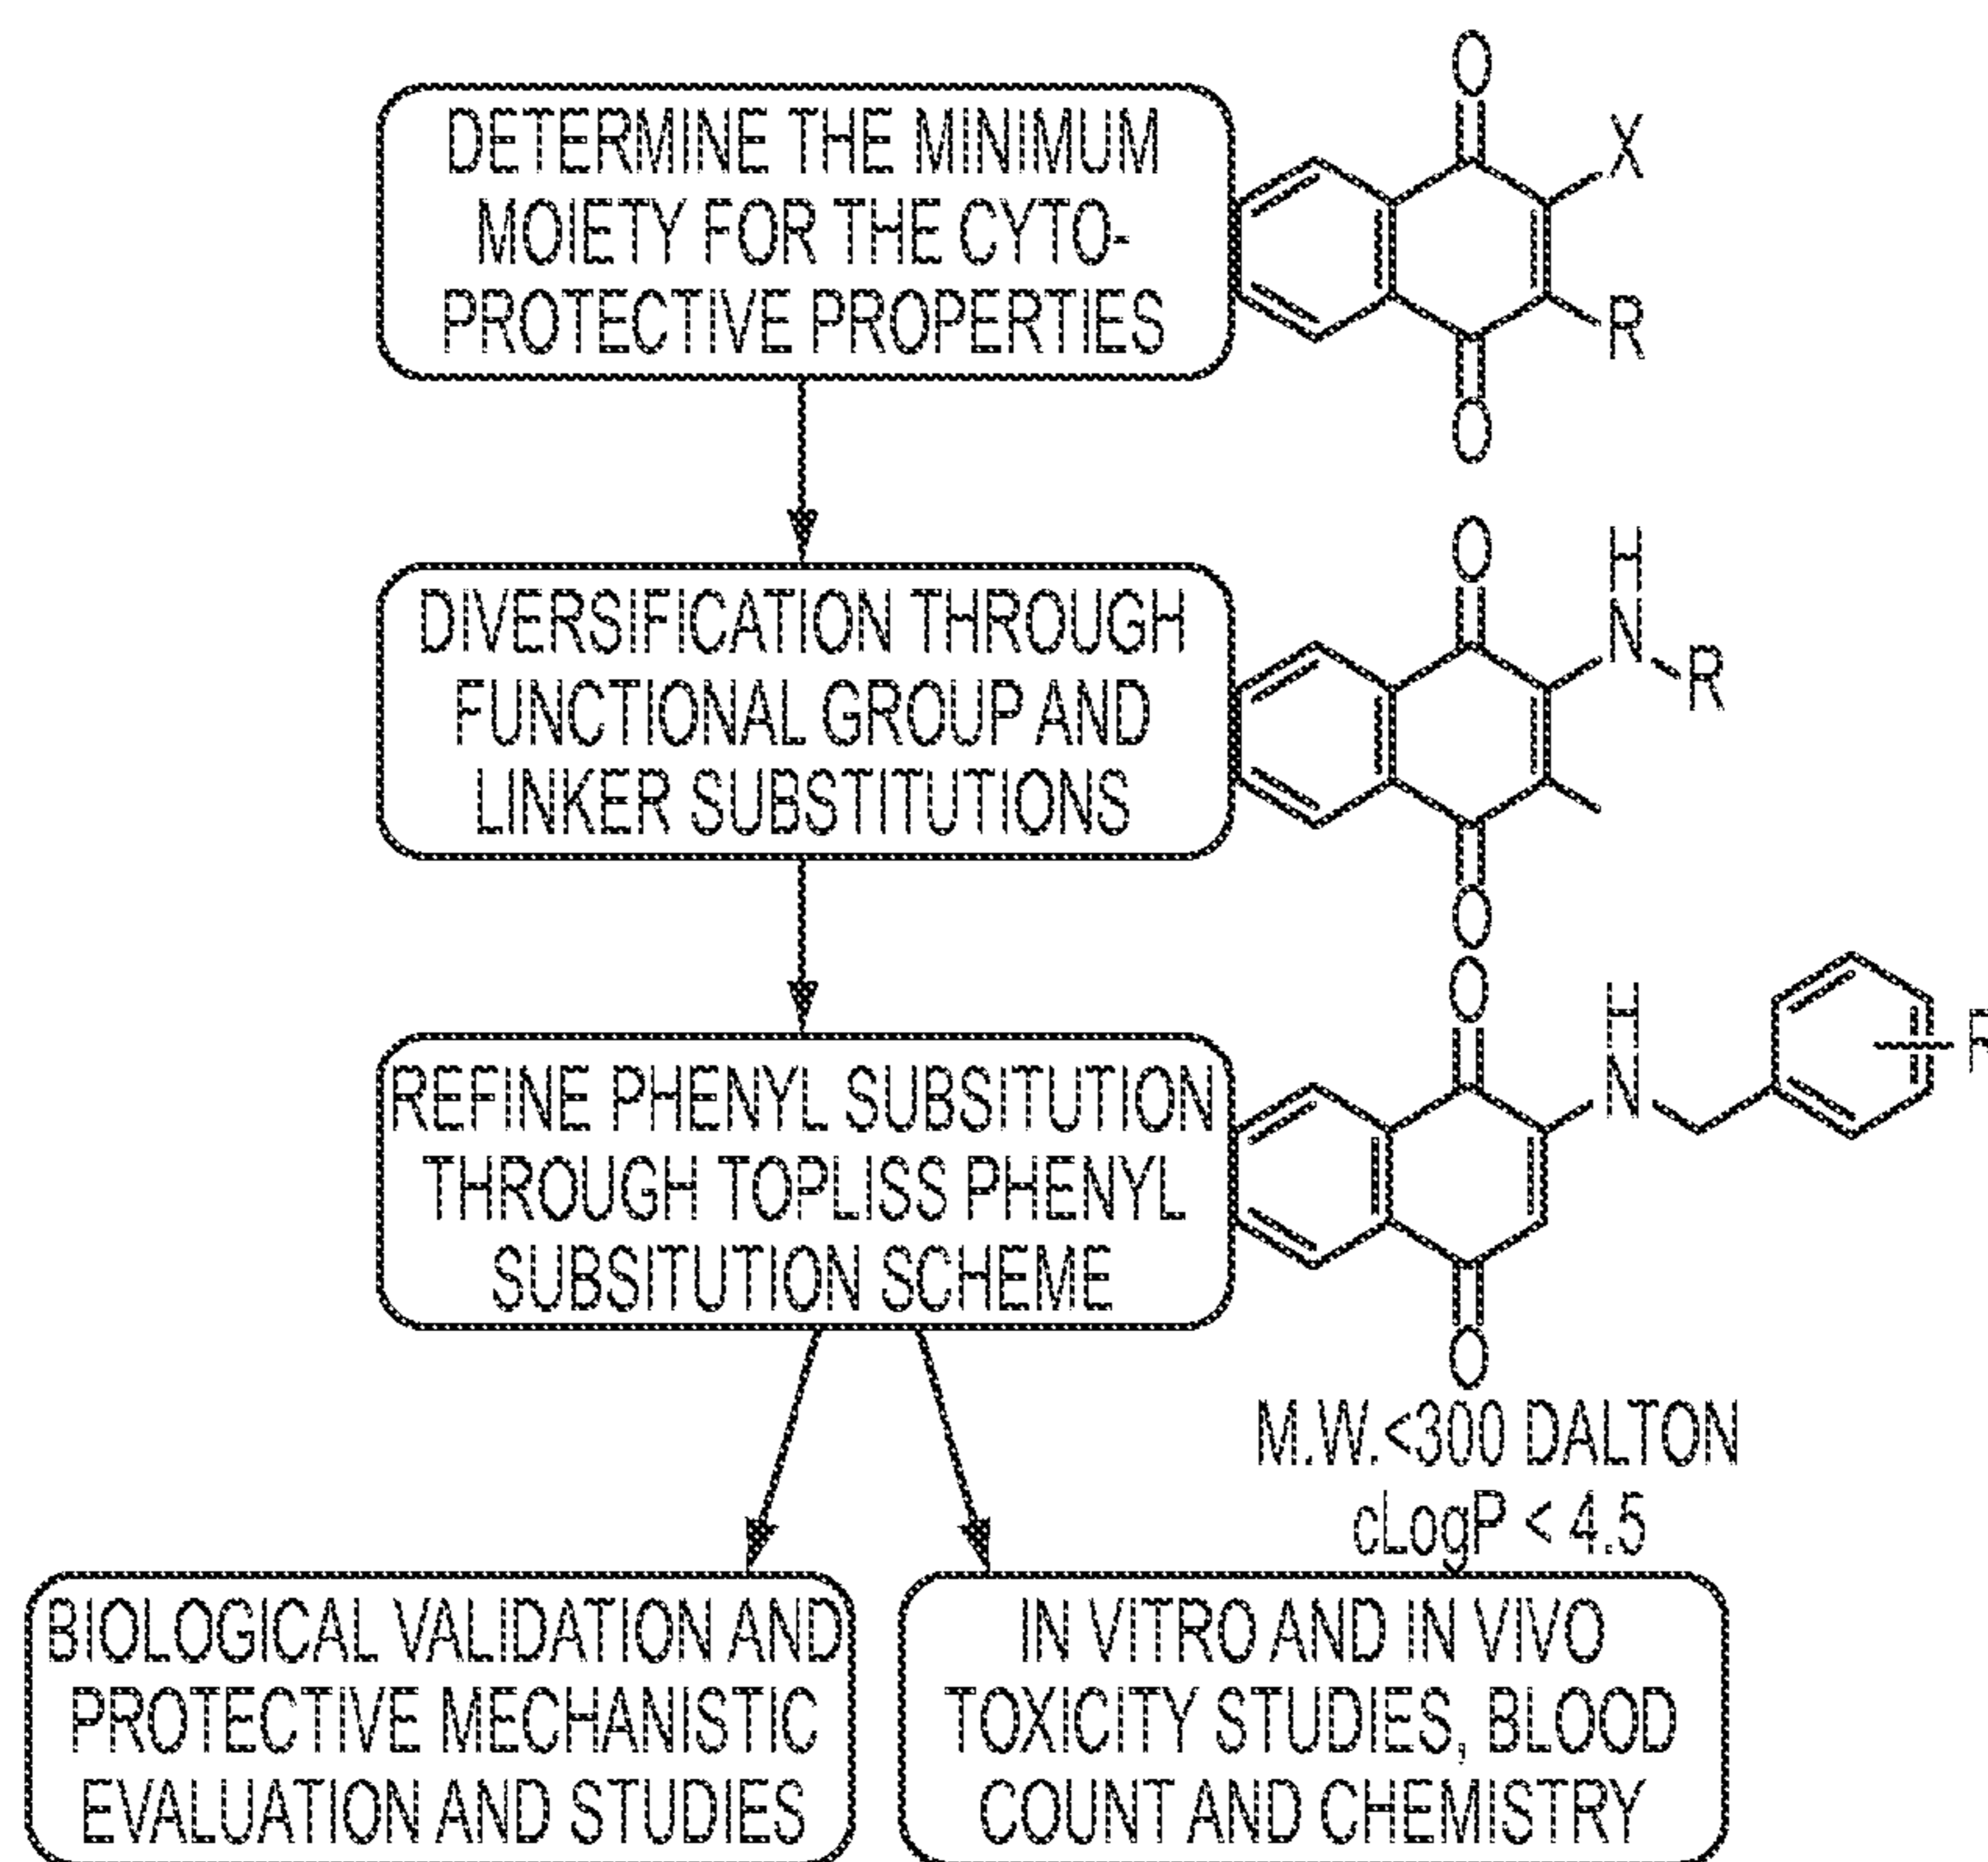 DETERMINE THE MINIMUM
MOIETY FOR THE CYTO-
PROTECTIVE PROPERTIES
O
X
R
O
DIVERSIFICATION THROUGH
FUNCTIONAL GROUP AND
LINKER SUBSTITUTIONS
O
H
N
R
O
REFINE PHENYL SUBSITUTION
THROUGH TOPLISS PHENYL
SUBSITUTION SCHEME
O
H
N
R
O
M.W.<300 DALTON
cLogP < 4.5
BIOLOGICAL VALIDATION AND
PROTECTIVE MECHANISTIC
EVALUATION AND STUDIES
IN VITRO AND IN VIVO
TOXICITY STUDIES, BLOOD
COUNT AND CHEMISTRY